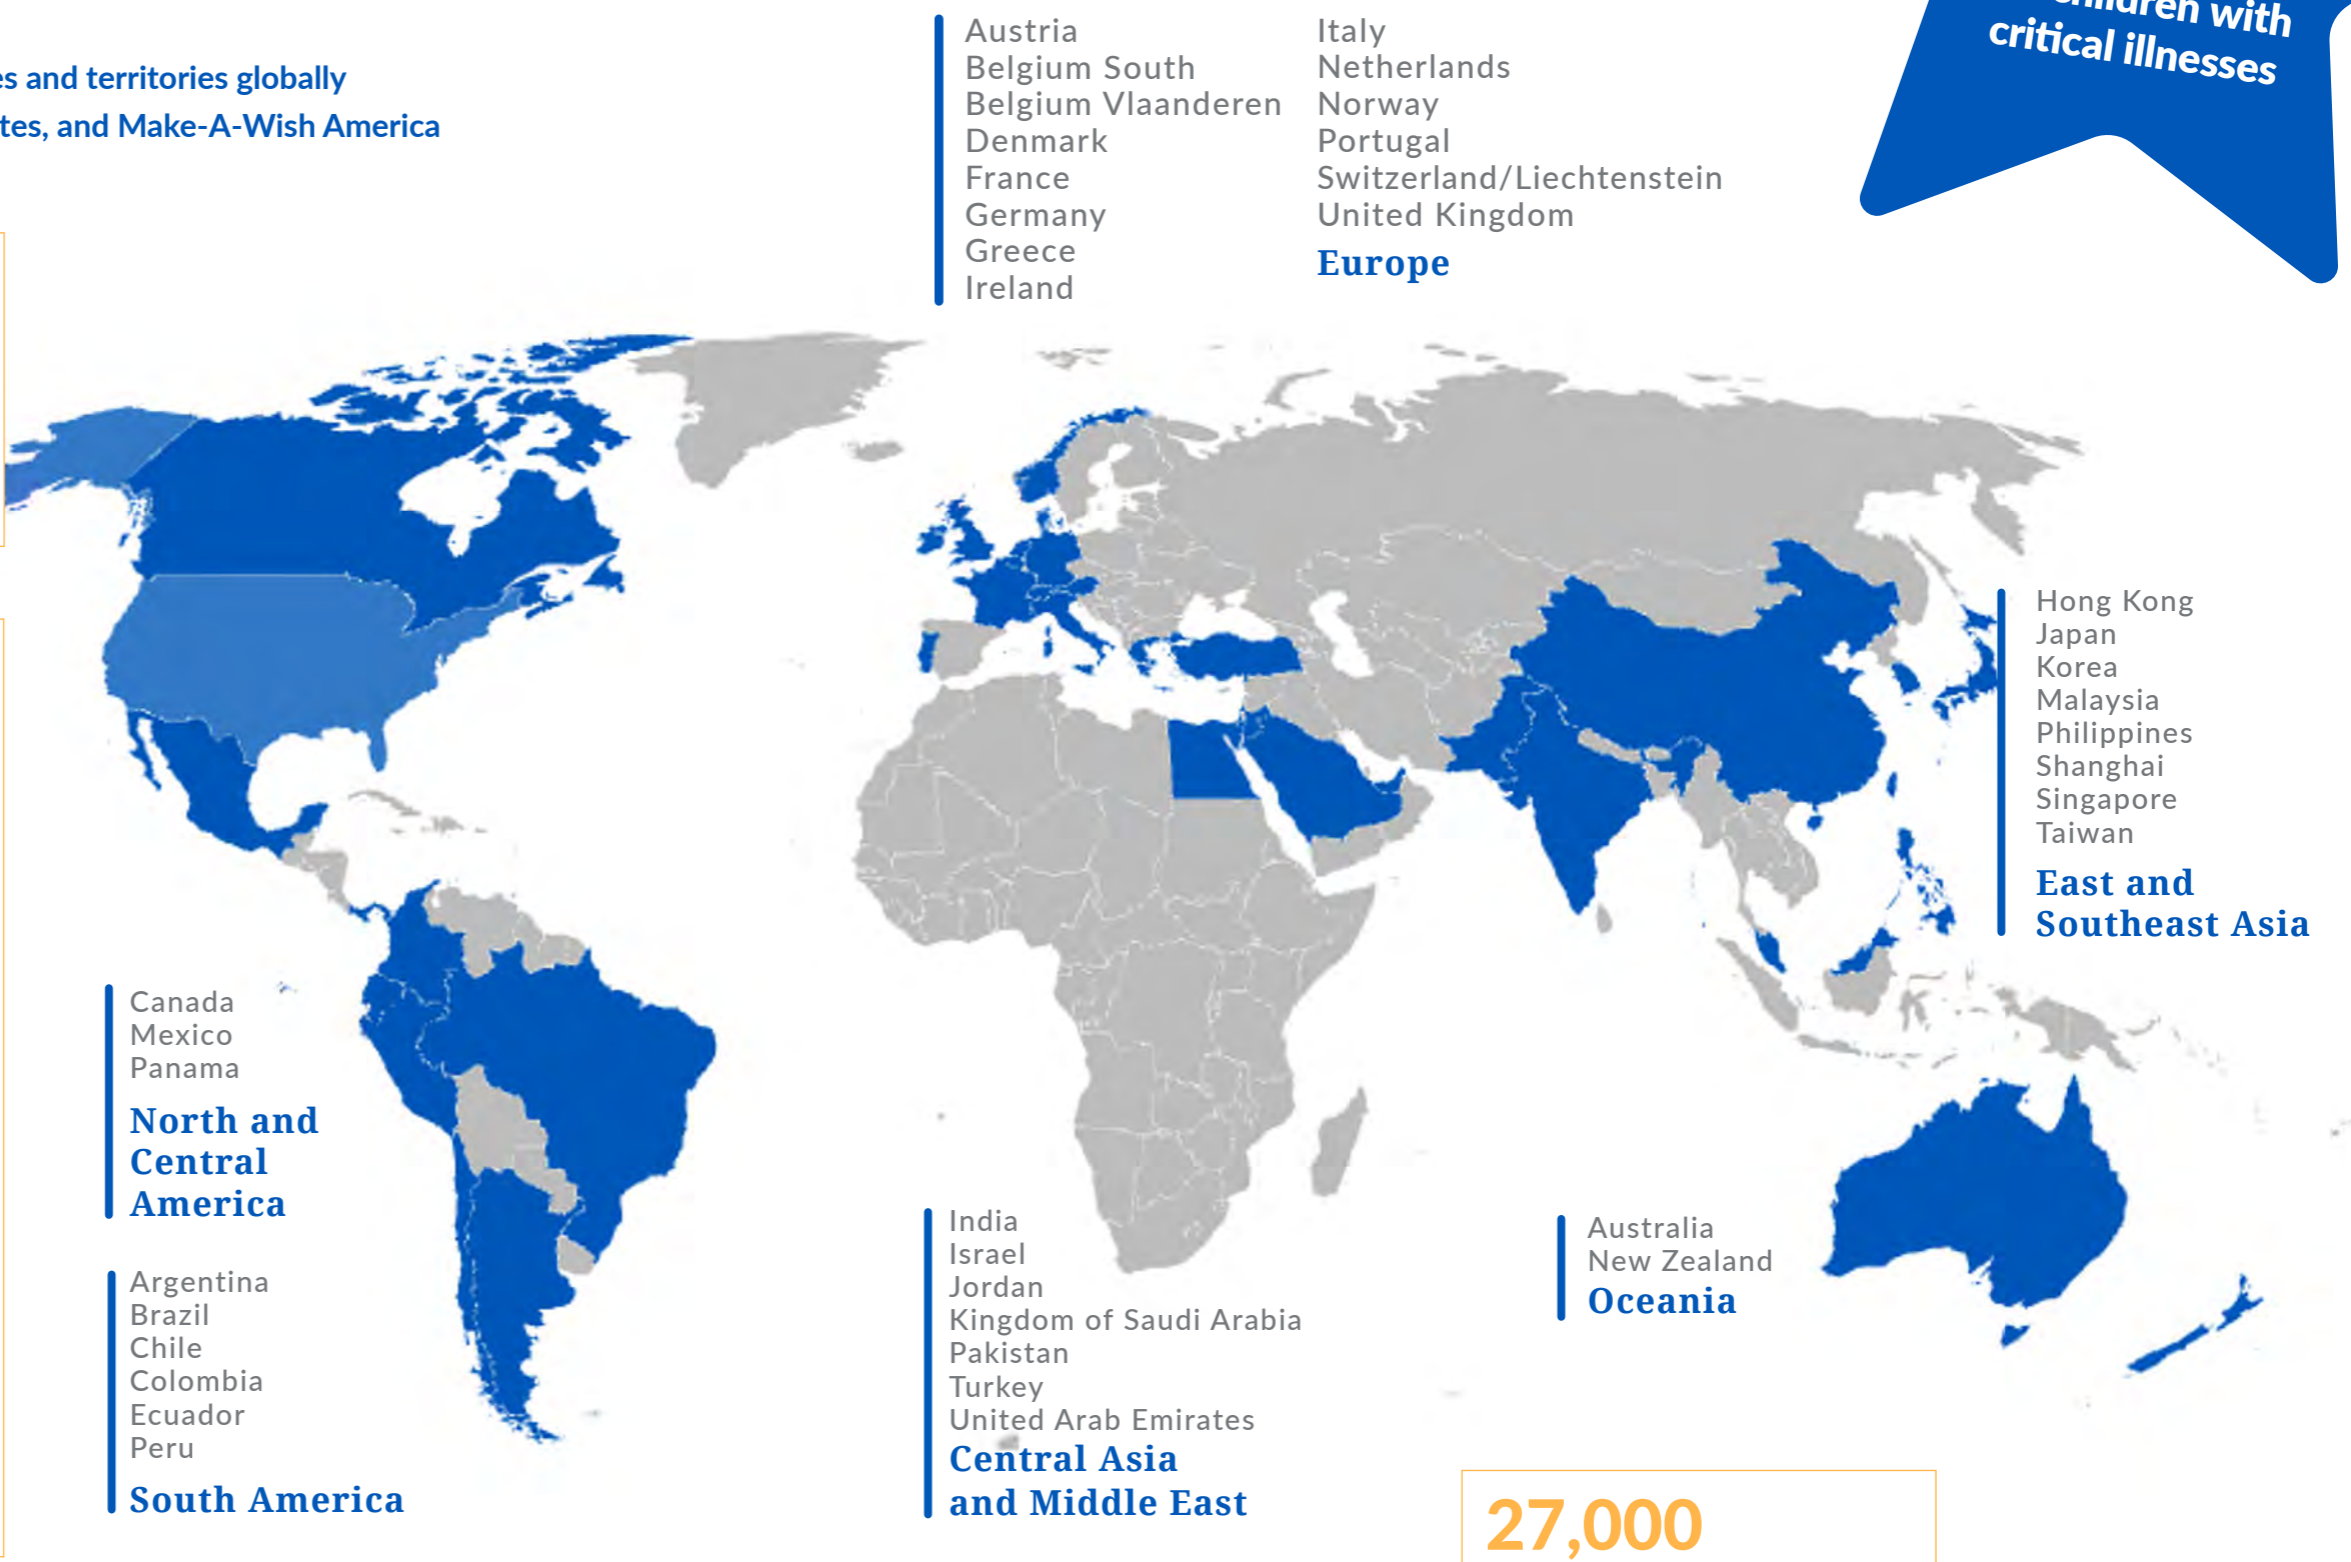 and territories globally
and Make-A-Wish America
with
critical illnesses
Austria
Belgium South
Belgium Vlaanderen
Denmark
France
Germany
Greece
Ireland
Italy
Netherlands
Norway
Portugal
Switzerland/Liechtenstein
United Kingdom
Europe
Hong Kong
Japan
Korea
Malaysia
Philippines
Shanghai
Singapore
Taiwan
East and
Southeast Asia
Canada
Mexico
Panama
North and
Central
America
Argentina
Brazil
Chile
Colombia
Ecuador
Peru
South America
India
Israel
Jordan
Kingdom of Saudi Arabia
Pakistan
Turkey
United Arab Emirates
Central Asia
and Middle East
Australia
New Zealand
Oceania
27,000